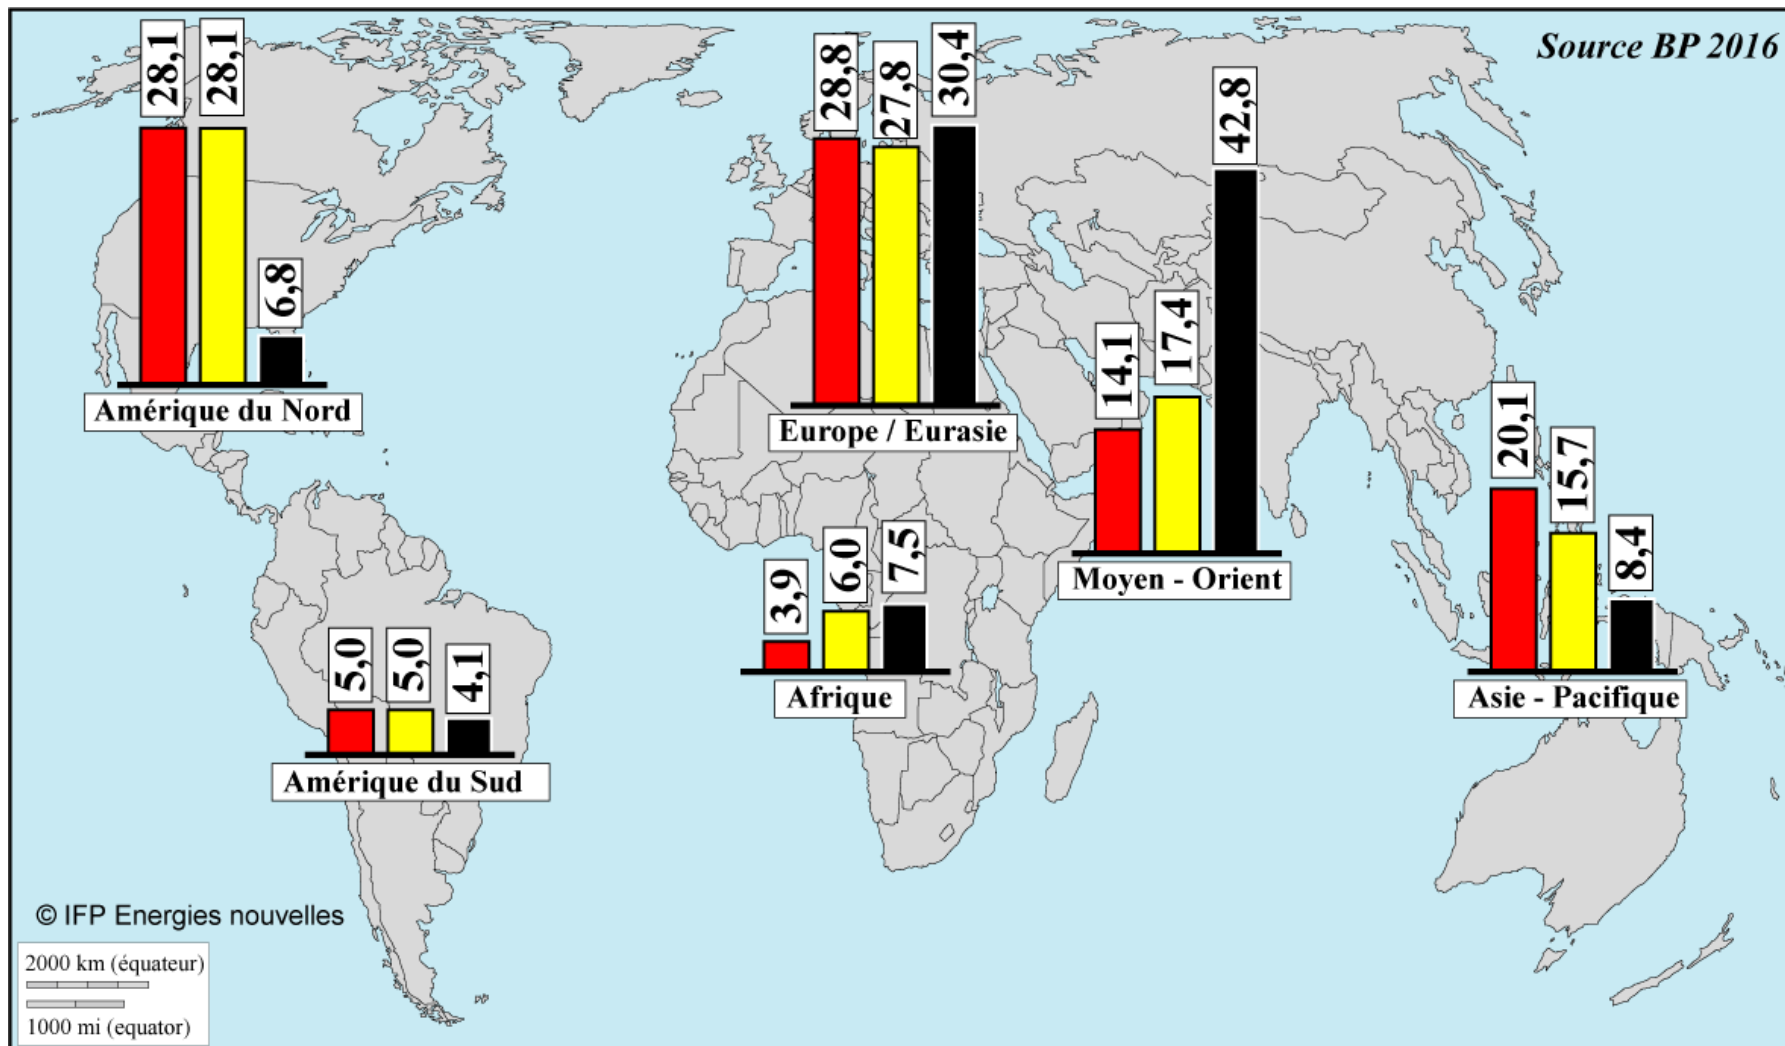 Source BP 2016
28,1
28,1
6,8
Amérique du Nord
28,8
27,8
30,4
Europe / Eurasie
14,1
17,4
42,8
Moyen - Orient
20,1
15,7
8,4
Asie - Pacifique
3,9
6,0
7,5
Afrique
5,0
5,0
4,1
Amérique du Sud
© IFP Energies nouvelles
2000 km (équateur)
1000 mi (equator)